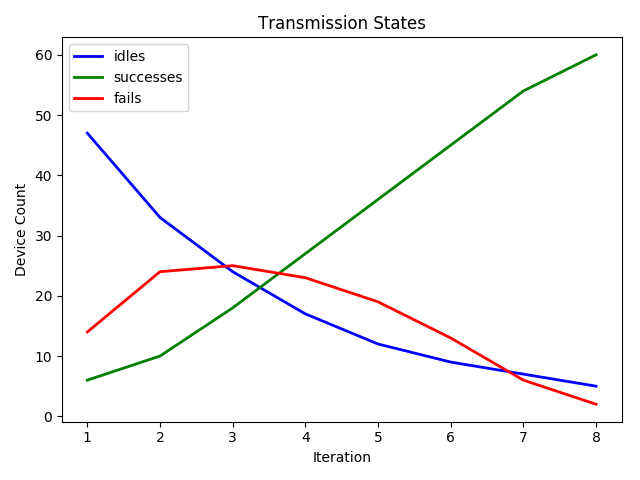 Transmission States
idles
successes
fails
60
50
40
30
20
10
0
Device Count
1 2 3 4 5 6 7 8
Iteration